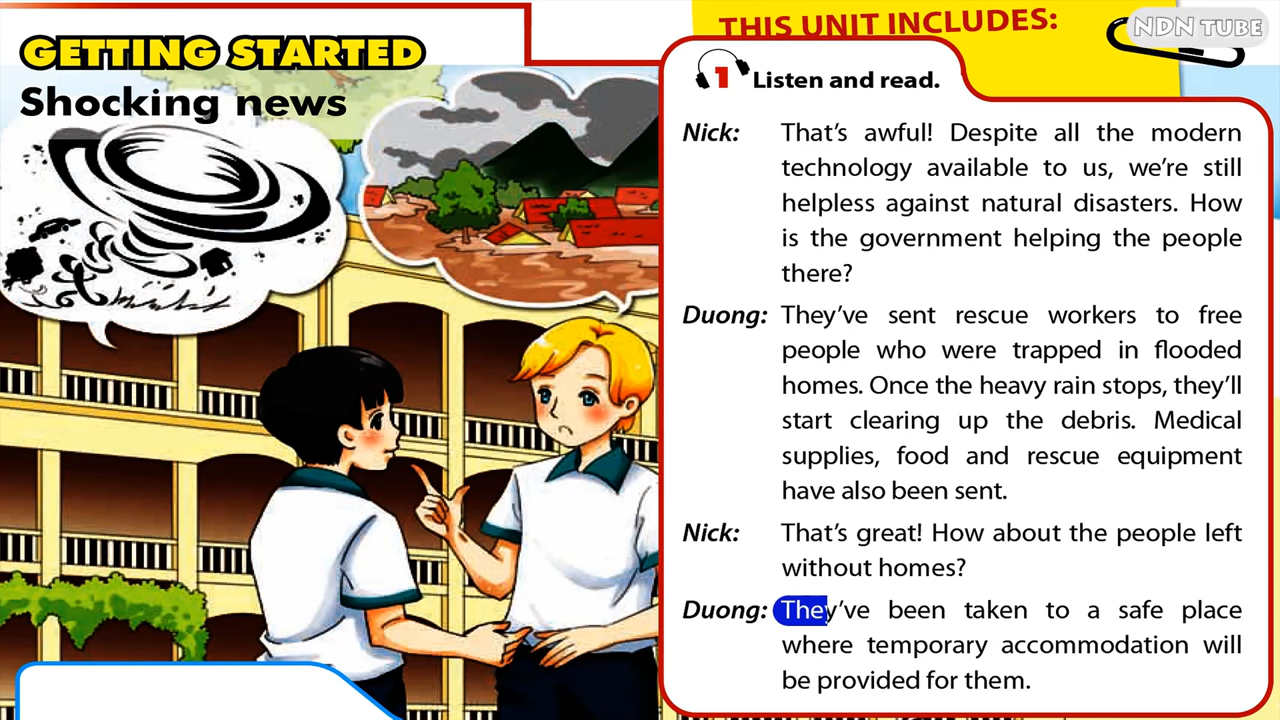 GETTING STARTED
Shocking news
THIS UNIT INCLUDES:
NDN TUBE
1 Listen and read.
Nick: That's awful! Despite all the modern
technology available to us, we're still
helpless against natural disasters. How
is the government helping the people
there?
Duong: They've sent rescue workers to free
people who were trapped in flooded
homes. Once the heavy rain stops, they'll
start clearing up the debris. Medical
supplies, food and rescue equipment
have also been sent.
Nick: That's great! How about the people left
without homes?
Duong: They've been taken to a safe place
where temporary accommodation will
be provided for them.